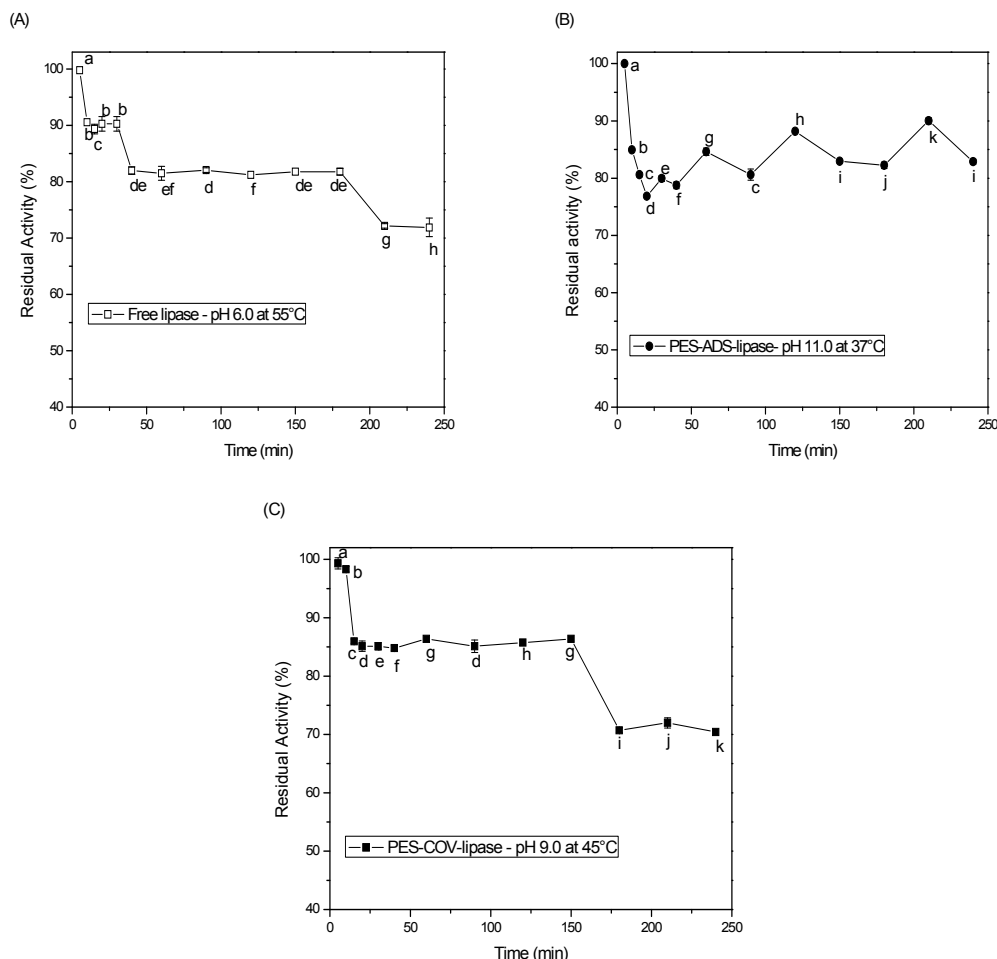 (A)
100
90
80
70
60
50
40
0
50
100
150
200
250
Residual Activity (%)
Time (min)
a
b
c
b
b
de
ef
d
f
de
de
g
h
Free lipase - pH 6.0 at 55°C
(B)
100
90
80
70
60
50
40
0
50
100
150
200
250
Residual activity (%)
Time (min)
a
b
c
d
e
f
g
c
h
i
j
k
i
PES-ADS-lipase- pH 11.0 at 37°C
(C)
100
90
80
70
60
50
40
0
50
100
150
200
250
Residual Activity (%)
Time (min)
a
b
c
d
e
f
g
d
h
g
i
j
k
PES-COV-lipase - pH 9.0 at 45°C